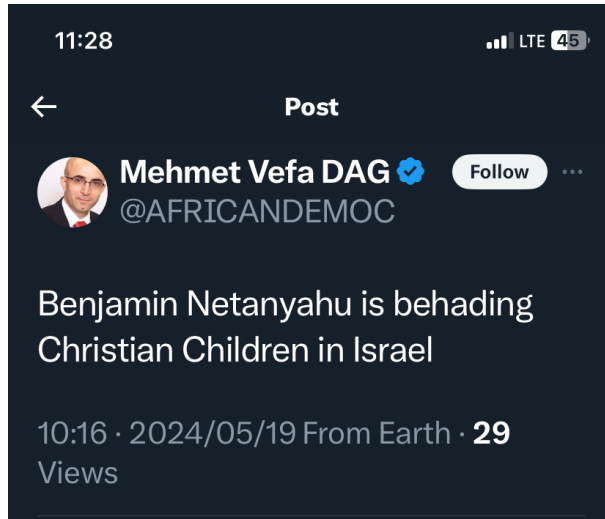 11:28
LTE 45
Post
Mehmet Vefa DAG
Follow
@AFRICANDEMOC
Benjamin Netanyahu is behading
Christian Children in Israel
10:16 · 2024/05/19 From Earth · 29
Views